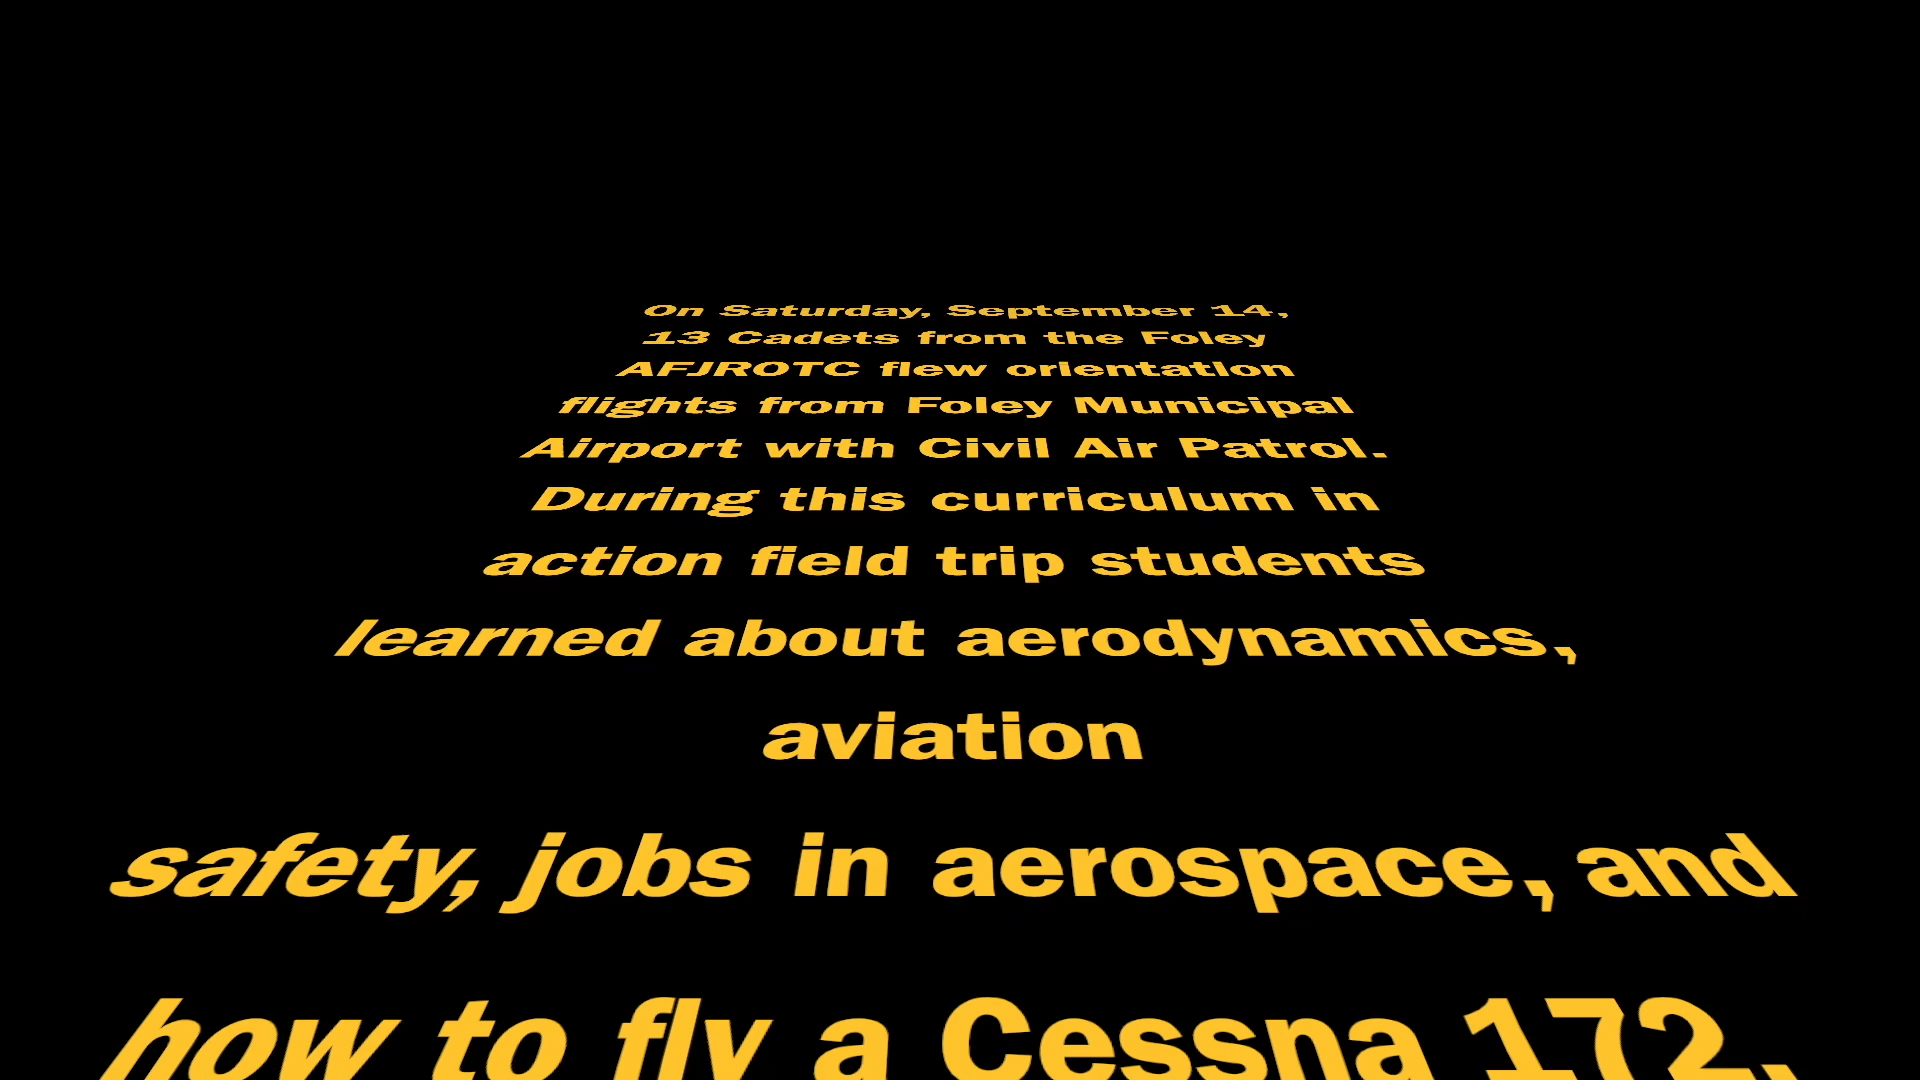 On Saturday, September 14,
13 Cadets from the Foley
AFJROTC flew orientation
flights from Foley Municipal
Airport with Civil Air Patrol.
During this curriculum in
action field trip students
learned about aerodynamics,
aviation
safety, jobs in aerospace, and
how to fly a Cessna 172.